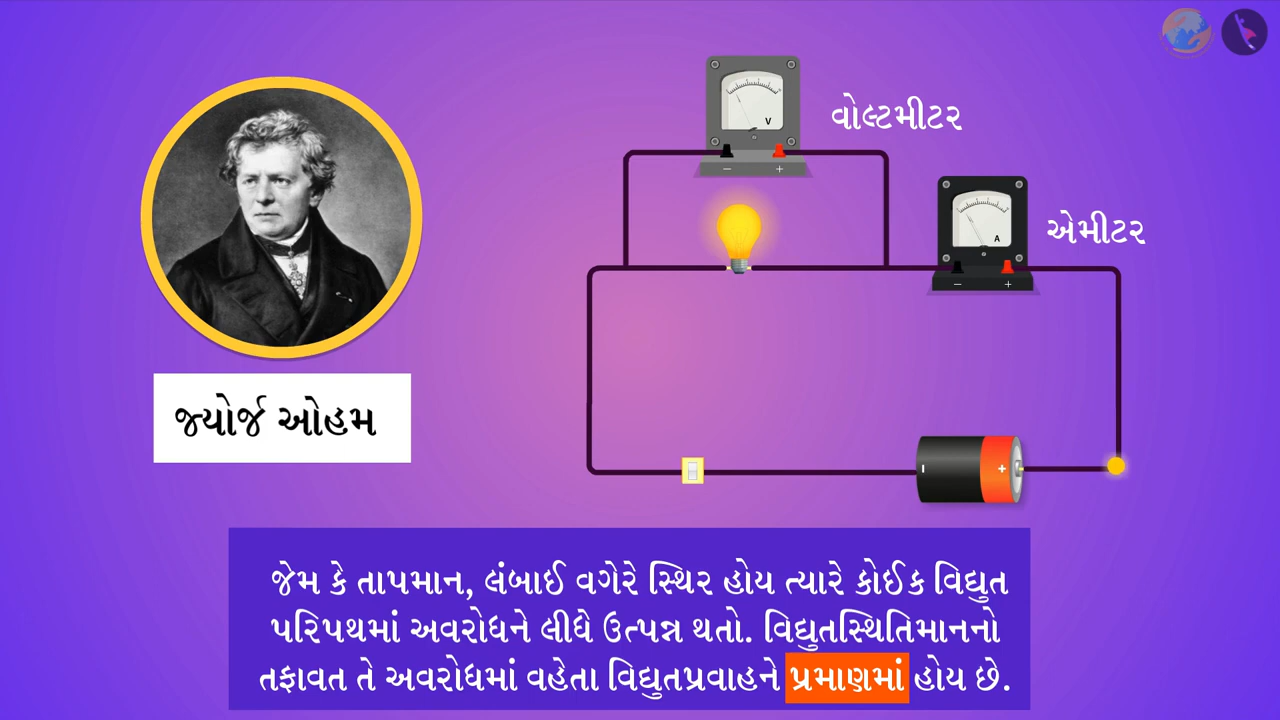 વોલ્ટમીટર
V
− +
એમીટર
A
− +
જ્યોર્જ ઓહમ
− +
જેમ કે તાપમાન, લંબાઈ વગેરે સ્થિર હોય ત્યારે કોઈક વિદ્યુત
પરિપથમાં અવરોધને લીધે ઉત્પન્ન થતો. વિદ્યુતસ્થિતિમાનનો
તફાવત તે અવરોધમાં વહેતા વિદ્યુતપ્રવાહને પ્રમાણમાં હોય છે.